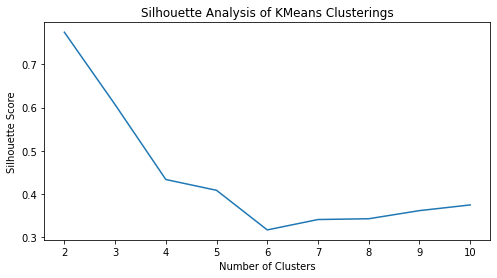 Silhouette Analysis of KMeans Clusterings
Silhouette Score
0.7
0.6
0.5
0.4
0.3
2 3 4 5 6 7 8 9 10
Number of Clusters